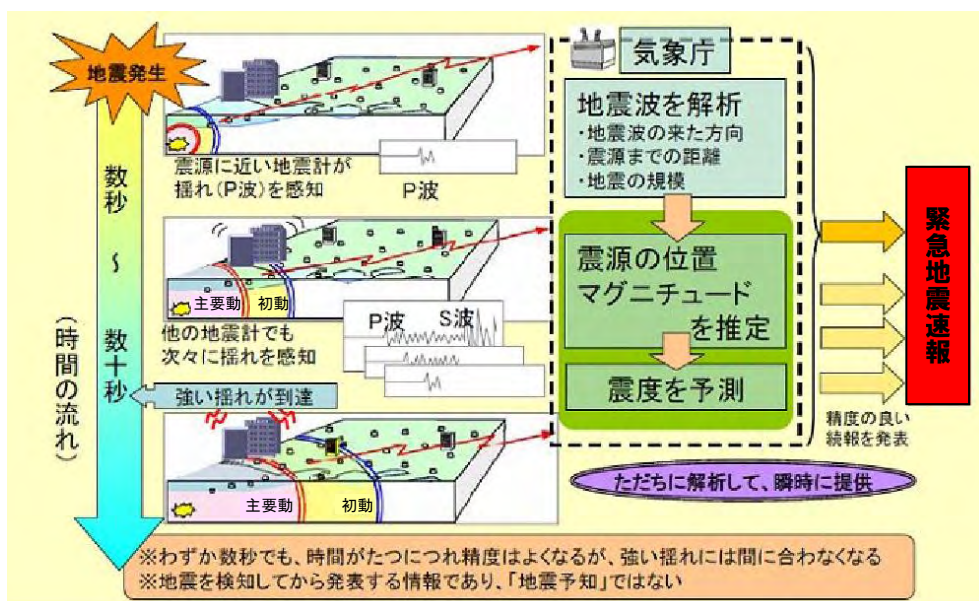 地震発生
数秒
～
数十秒
(時間の流れ)
震源に近い地震計が
揺れ(P波)を感知
P波
主要動
初動
他の地震計でも
次々に揺れを感知
P波
S波
強い揺れが到達
主要動
初動
気象庁
地震波を解析
・地震波の来た方向
・震源までの距離
・地震の規模
震源の位置
マグニチュード
を推定
震度を予測
緊急地震速報
精度の良い
続報を発表
ただちに解析して、瞬時に提供
※わずか数秒でも、時間がたつにつれ精度はよくなるが、強い揺れには間に合わなくなる
※地震を検知してから発表する情報であり、「地震予知」ではない